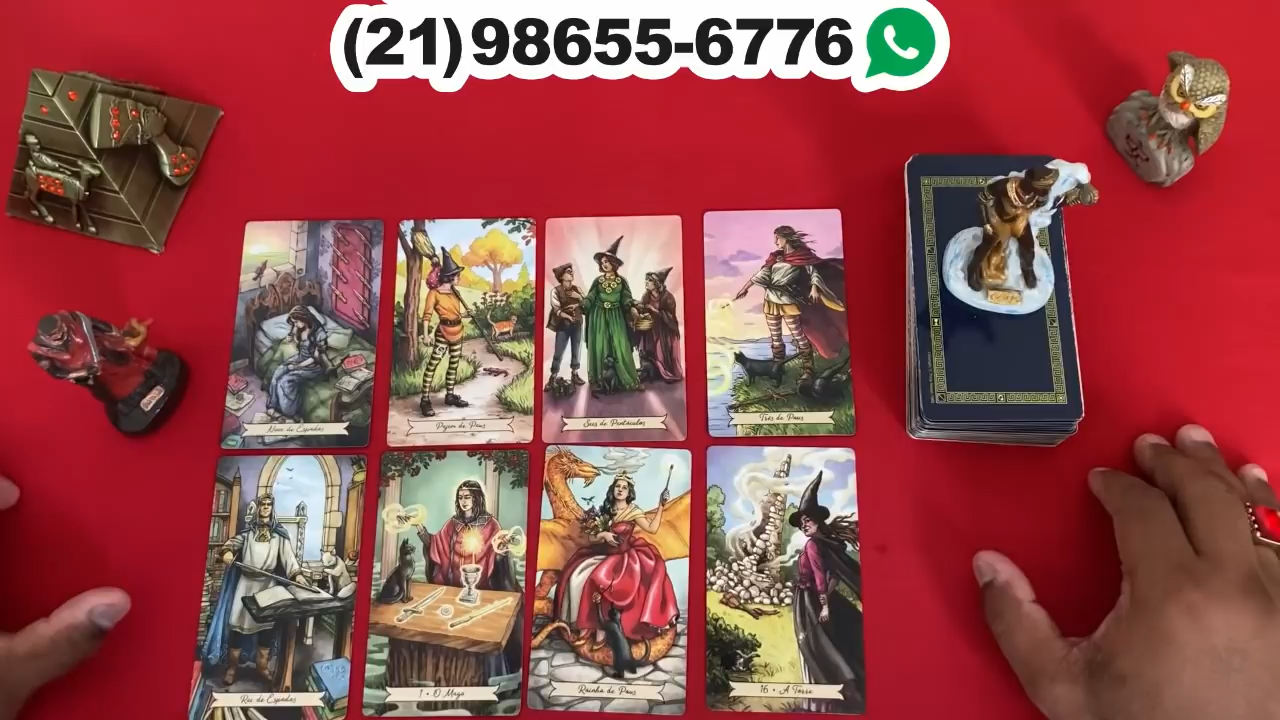 (21)98655-6776
Nove de Espadas
Pajem de Paus
Seis de Pentáculos
Três de Paus
Rei de Espadas
1 • O Mago
Rainha de Paus
16 • A Torre